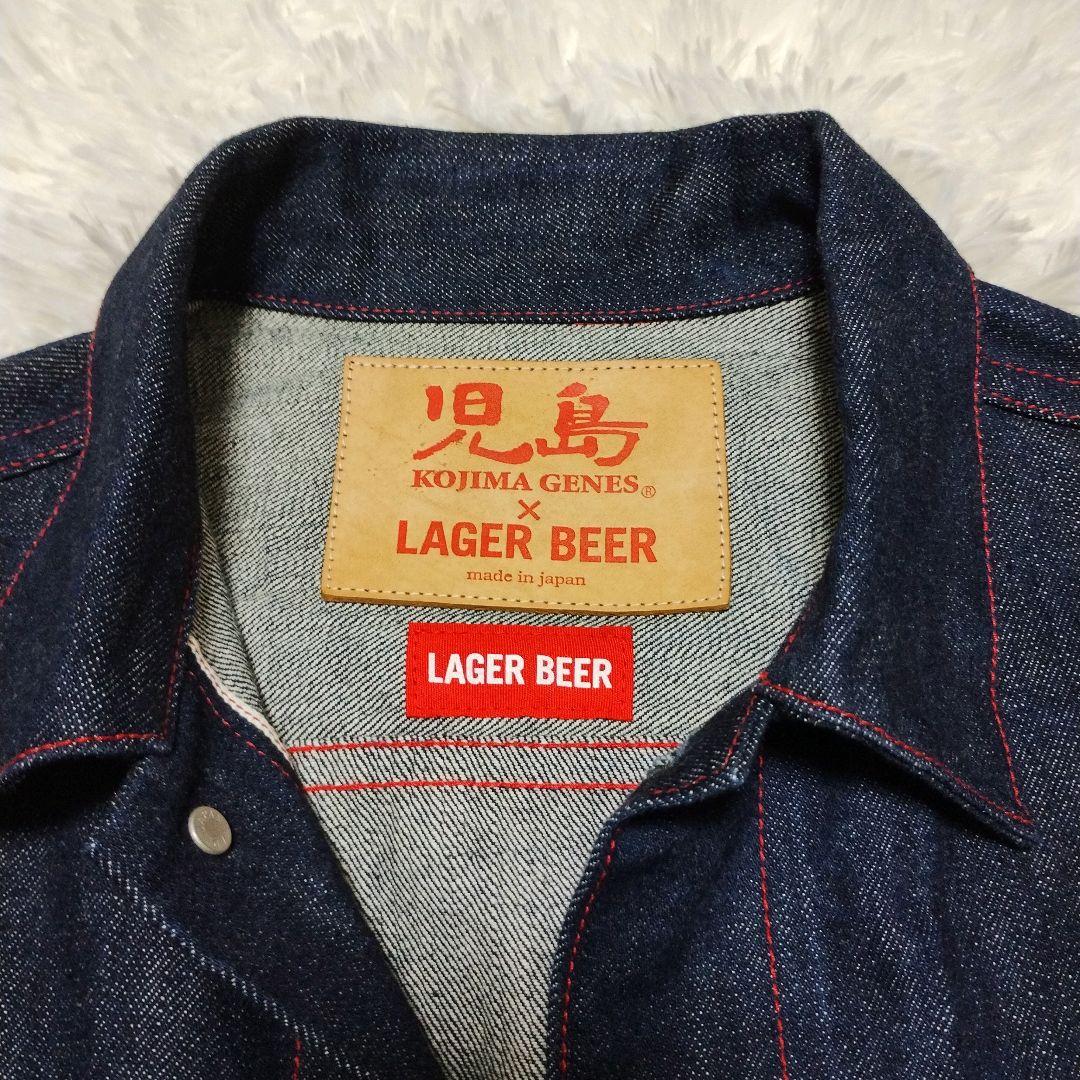 児島
KOJIMA GENES®
×
LAGER BEER
made in japan
LAGER BEER